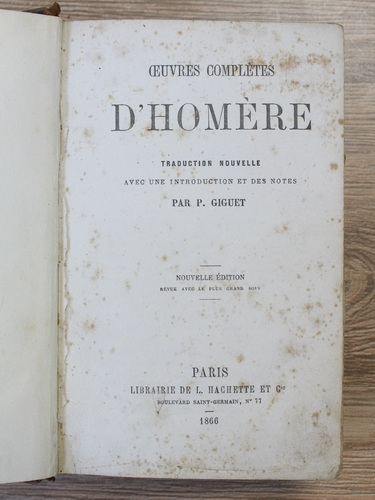 ŒUVRES COMPLÈTES
D'HOMÈRE
TRADUCTION NOUVELLE
AVEC UNE INTRODUCTION ET DES NOTES
PAR P. GIGUET
NOUVELLE ÉDITION
REVUE AVEC LE PLUS GRAND SOIN
PARIS
LIBRAIRIE DE L. HACHETTE ET Cie
BOULEVARD SAINT-GERMAIN, N° 77
1866